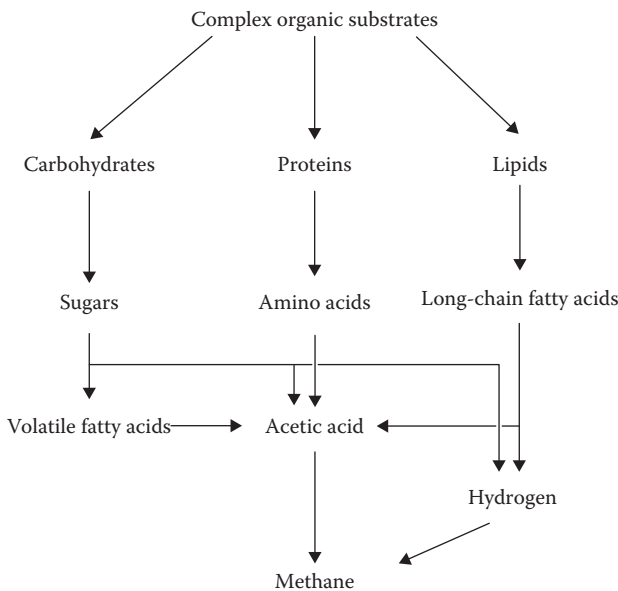 Complex organic substrates
Carbohydrates
Proteins
Lipids
Sugars
Amino acids
Long-chain fatty acids
Volatile fatty acids
Acetic acid
Hydrogen
Methane